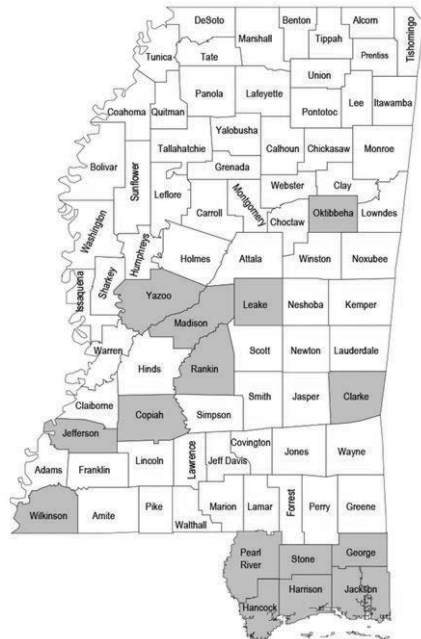 DeSoto
Benton
Alcorn
Tishomingo
Marshall
Tippah
Prentiss
Tunica
Tate
Union
Panola
Lafayette
Lee
Itawamba
Coahoma
Quitman
Pontotoc
Yalobusha
Tallahatchie
Calhoun
Chickasaw
Monroe
Bolivar
Sunflower
Grenada
Leflore
Webster
Clay
Montgomery
Carroll
Oktibbeha
Choctaw
Lowndes
Washington
Humphreys
Holmes
Attala
Winston
Noxubee
Issaquena
Sharkey
Yazoo
Leake
Neshoba
Kemper
Madison
Warren
Scott
Newton
Lauderdale
Hinds
Rankin
Claiborne
Smith
Jasper
Clarke
Copiah
Simpson
Jefferson
Covington
Lawrence
Jeff Davis
Jones
Wayne
Lincoln
Adams
Franklin
Wilkinson
Amite
Pike
Walthall
Marion
Lamar
Forrest
Perry
Greene
Pearl
River
Stone
George
Harrison
Jackson
Hancock